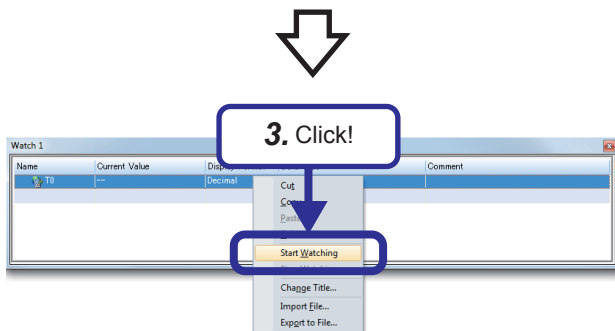 3. Click!
Watch 1
Name Current Value Comment
T0 -- Decimal
Cut
Start Watching
Change Title...
Import File...
Export to File...